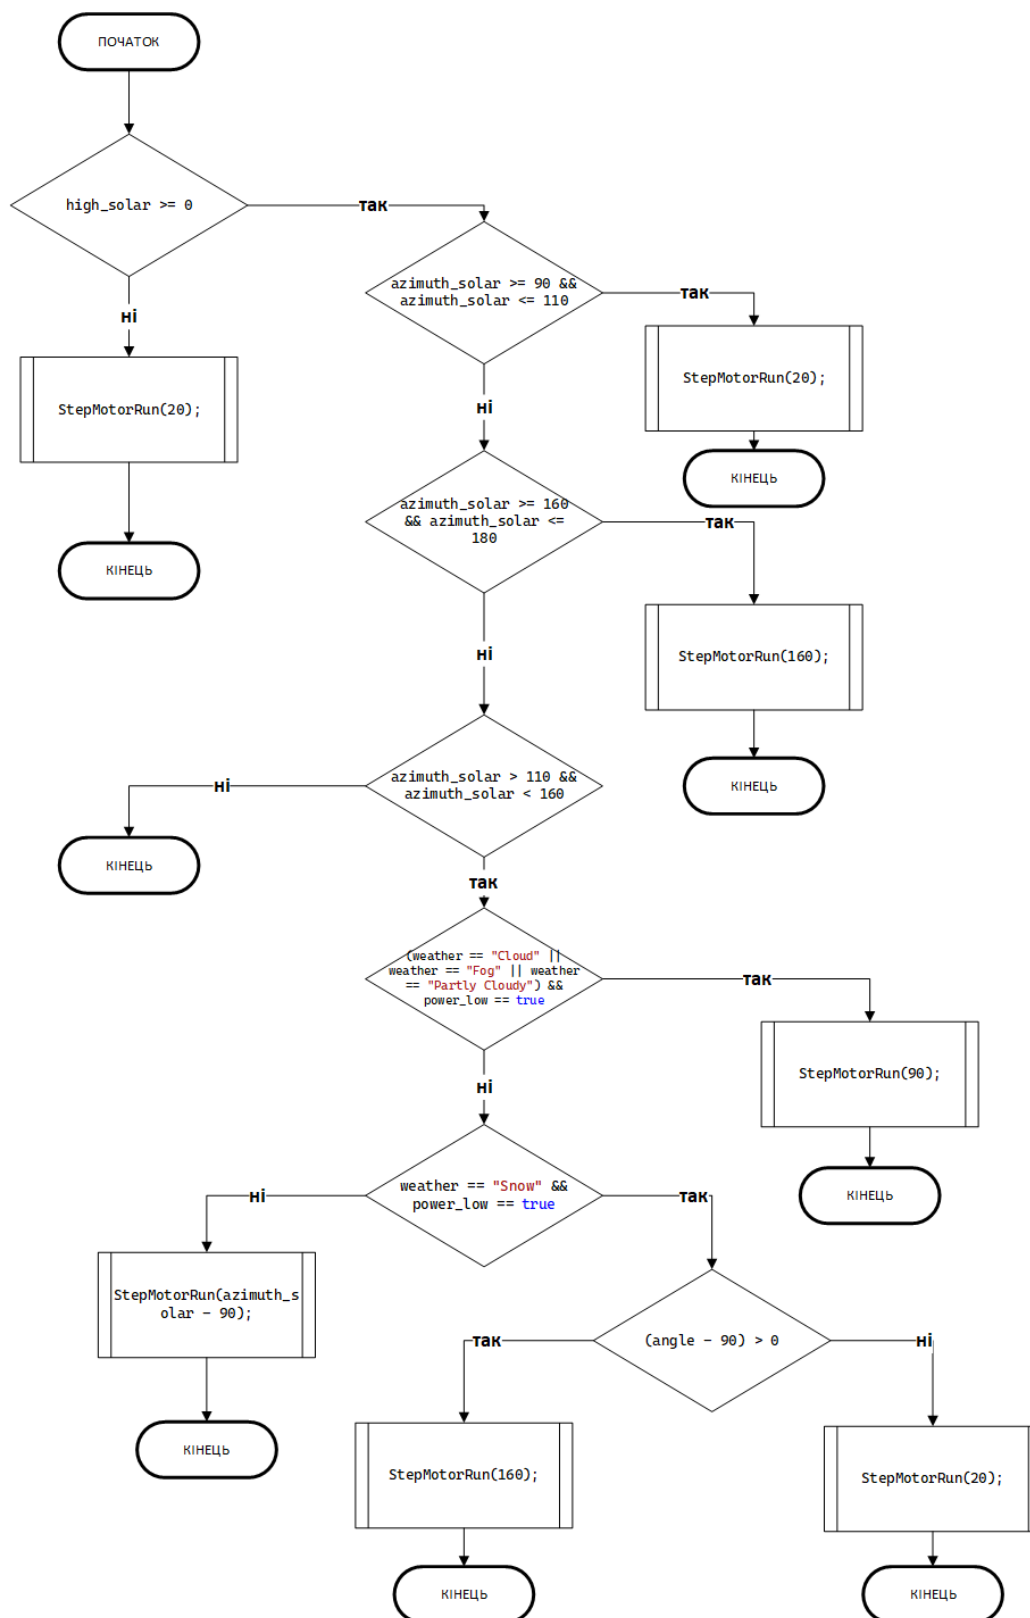 ПОЧАТОК
high_solar >= 0
так
ні
azimuth_solar >= 90 &&
azimuth_solar <= 110
так
StepMotorRun(20);
StepMotorRun(20);
ні
КІНЕЦЬ
azimuth_solar >= 160
&& azimuth_solar <=
180
так
КІНЕЦЬ
ні
StepMotorRun(160);
azimuth_solar > 110 &&
azimuth_solar < 160
ні
КІНЕЦЬ
КІНЕЦЬ
так
(weather == "Cloud" ||
weather == "Fog" || weather
== "Partly Cloudy") &&
power_low == true
так
StepMotorRun(90);
ні
weather == "Snow" &&
power_low == true
ні
так
КІНЕЦЬ
StepMotorRun(azimuth_s
olar - 90);
(angle - 90) > 0
так
ні
КІНЕЦЬ
StepMotorRun(160);
StepMotorRun(20);
КІНЕЦЬ
КІНЕЦЬ